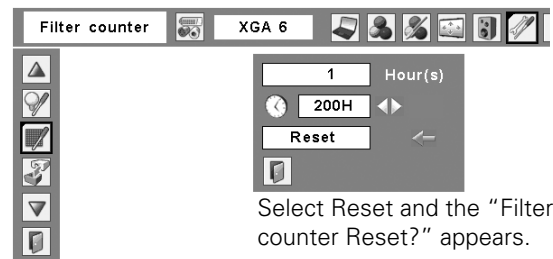 Filter counter XGA 6
1 Hour(s)
200H
Reset
Select Reset and the “Filter
counter Reset?” appears.